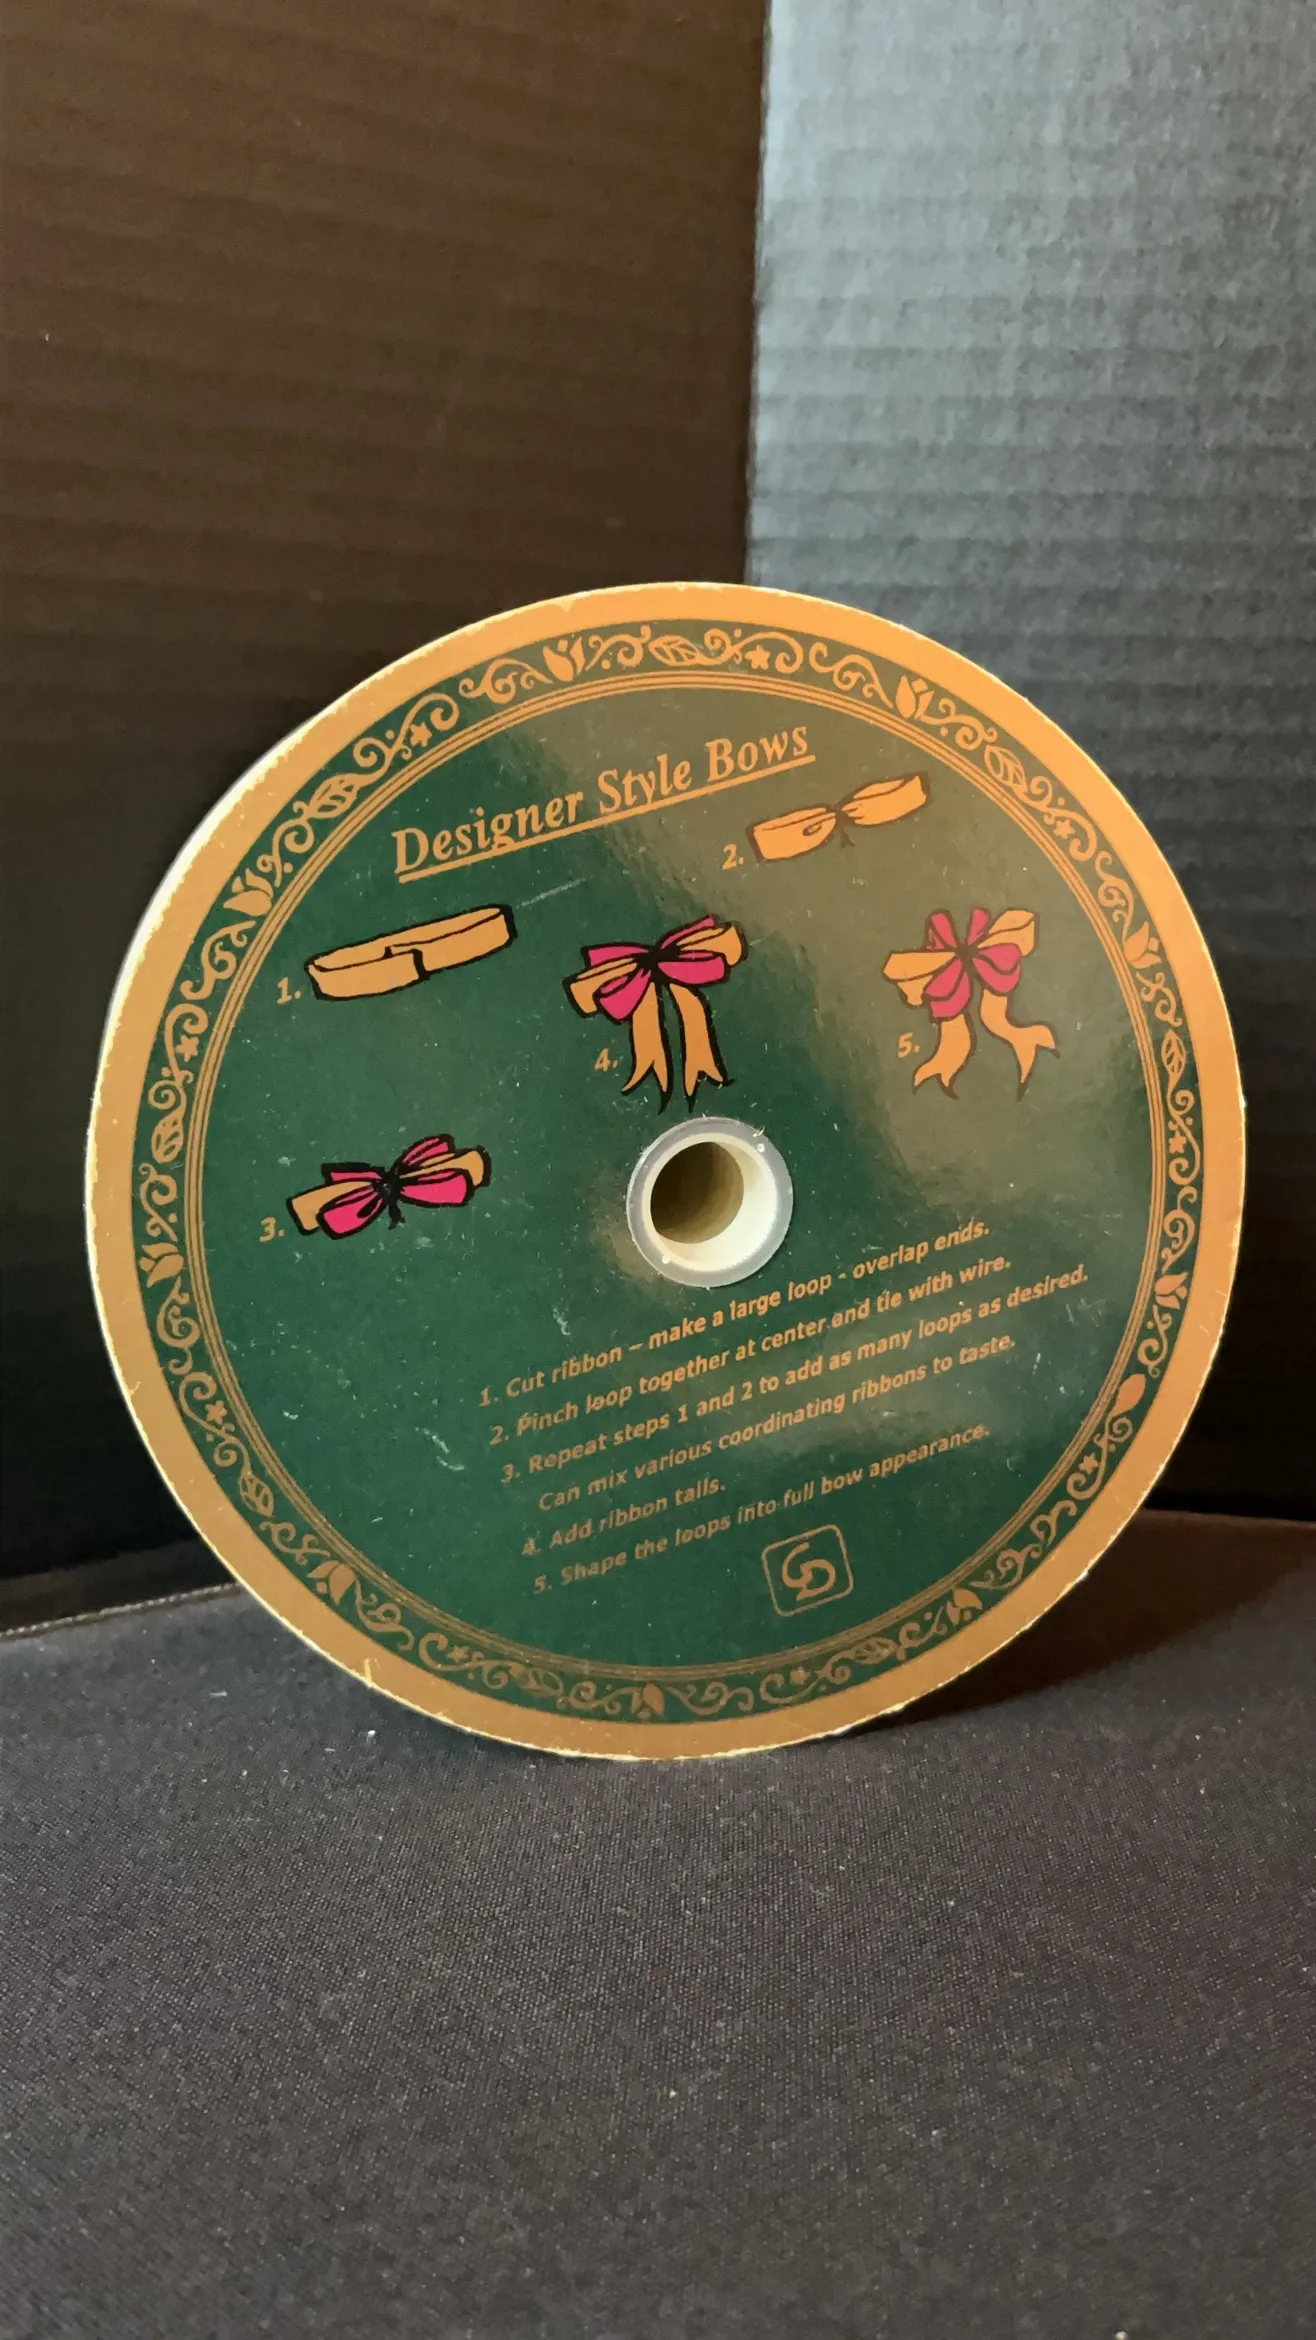 Designer Style Bows
1.
2.
3.
4.
5.
1. Cut ribbon – make a large loop - overlap ends.
2. Pinch loop together at center and tie with wire.
3. Repeat steps 1 and 2 to add as many loops as desired.
Can mix various coordinating ribbons to taste.
4. Add ribbon tails.
5. Shape the loops into full bow appearance.
CD